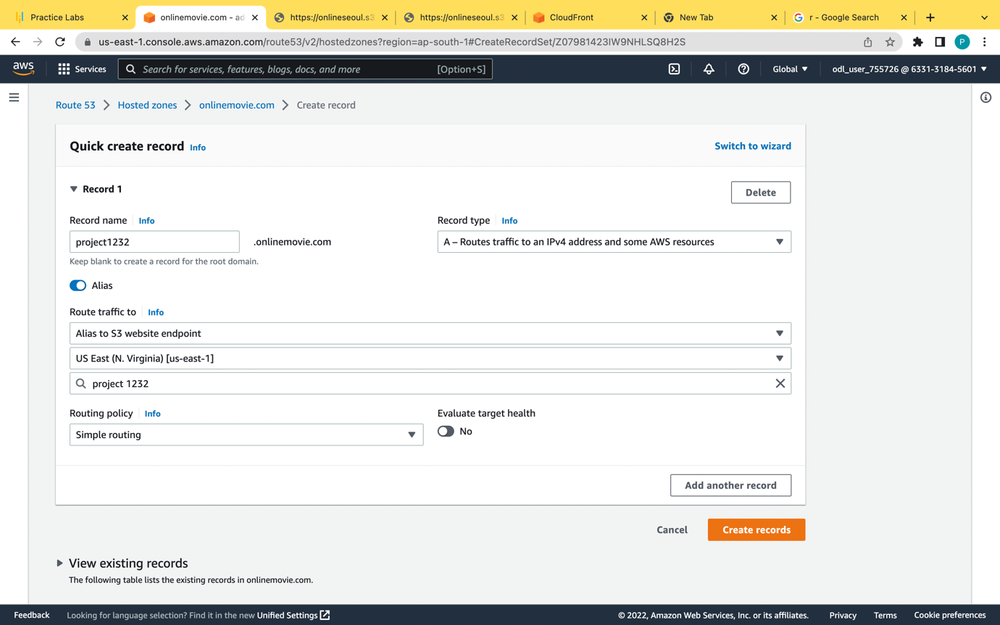 Practice Labs
onlinemovie.com - ad
https://onlineseoul.s3
https://onlineseoul.s3
CloudFront
New Tab
r - Google Search
us-east-1.console.aws.amazon.com/route53/v2/hostedzones?region=ap-south-1#CreateRecordSet/Z07981423IW9NHLSQ8H2S
P
aws
Services
Search for services, features, blogs, docs, and more
[Option+S]
Global
odl_user_755726 @ 6331-3184-5601
Route 53
Hosted zones
onlinemovie.com
Create record
Quick create record Info
Switch to wizard
Record 1
Delete
Record name Info
Record type Info
project1232
.onlinemovie.com
A – Routes traffic to an IPv4 address and some AWS resources
Keep blank to create a record for the root domain.
Alias
Route traffic to Info
Alias to S3 website endpoint
US East (N. Virginia) [us-east-1]
project 1232
Routing policy Info
Evaluate target health
Simple routing
No
Add another record
Cancel
Create records
View existing records
The following table lists the existing records in onlinemovie.com.
Feedback
Looking for language selection? Find it in the new Unified Settings
© 2022, Amazon Web Services, Inc. or its affiliates.
Privacy
Terms
Cookie preferences